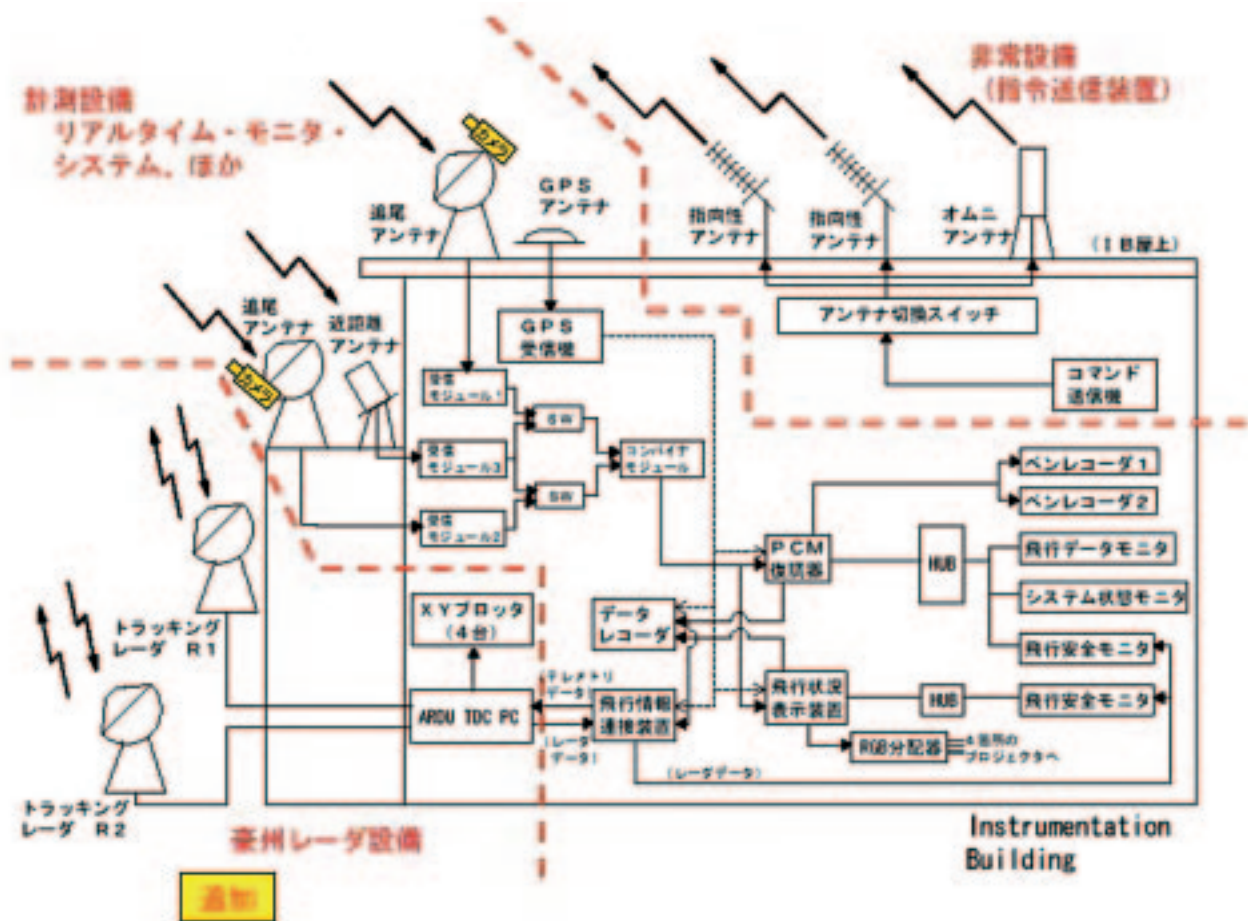 計測設備
リアルタイム・モニタ・
システム、ほか
非常設備
(指令送信装置)
カメラ
追尾
アンテナ
GPS
アンテナ
指向性
アンテナ
指向性
アンテナ
オムニ
アンテナ
(IB屋上)
追尾
アンテナ
近距離
アンテナ
カメラ
GPS
受信機
アンテナ切換スイッチ
コマンド
送信機
受信
モジュール1
SW
受信
モジュール3
コンバイナ
モジュール
SW
受信
モジュール2
ペンレコーダ1
ペンレコーダ2
PCM
復調器
HUB
飛行データモニタ
システム状態モニタ
飛行安全モニタ
XYプロッタ
(4台)
データ
レコーダ
トラッキング
レーダ R1
テレメトリ
データ)
ARDU TDC PC
飛行情報
連接装置
飛行状況
表示装置
HUB
飛行安全モニタ
(レーダ
データ)
RGB分配器
4箇所の
プロジェクタへ
(レーダデータ)
トラッキング
レーダ R2
豪州レーダ設備
Instrumentation
Building
追加